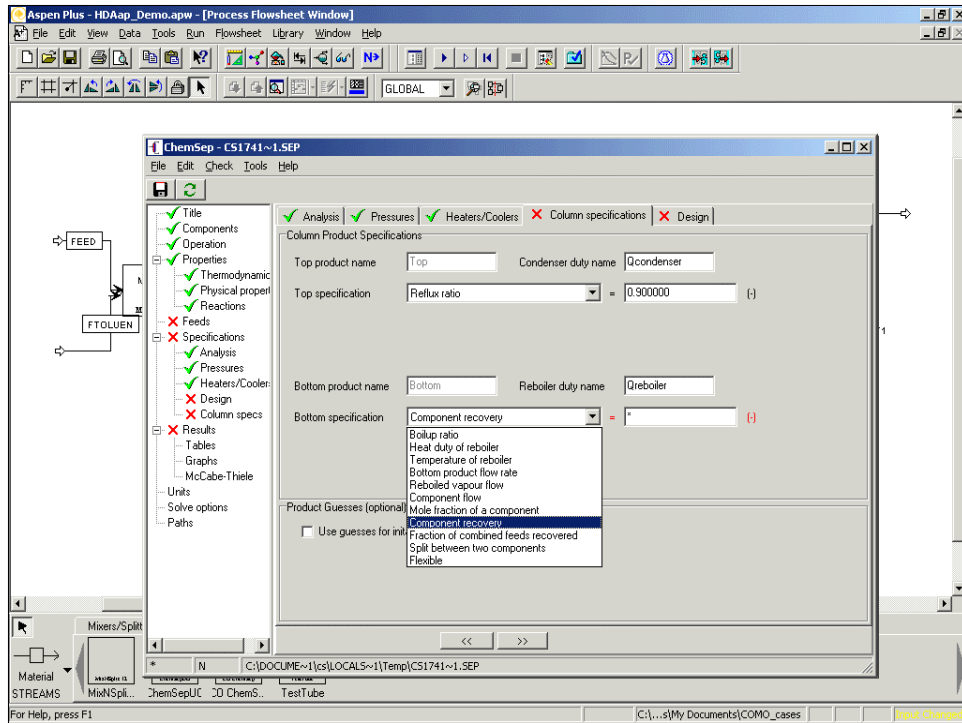 Aspen Plus - HDAap_Demo.apw - [Process Flowsheet Window]
File Edit View Data Tools Run Flowsheet Library Window Help
N>
GLOBAL
ChemSep - CS1741~1.SEP
File Edit Check Tools Help
Title
Components
Operation
Properties
Thermodynamic
Physical propert
Reactions
Feeds
Specifications
Analysis
Pressures
Heaters/Cooler:
Design
Column specs
Results
Tables
Graphs
McCabe-Thiele
Units
Solve options
Paths
Analysis Pressures Heaters/Coolers Column specifications Design
Column Product Specifications
Top product name Top Condenser duty name Qcondenser
Top specification Reflux ratio = 0.900000 (-)
Bottom product name Bottom Reboiler duty name Qreboiler
Bottom specification Component recovery = * (-)
Boilup ratio
Heat duty of reboiler
Temperature of reboiler
Bottom product flow rate
Reboiled vapour flow
Component flow
Mole fraction of a component
Component recovery
Fraction of combined feeds recovered
Split between two components
Flexible
Product Guesses (optional)
Use guesses for init
<< >>
* N C:\DOCUME~1\cs\LOCALS~1\Temp\CS1741~1.SEP
FEED
FTOLUEN
Mixers/Splitt
Material
STREAMS
MixNSpli... ChemSepUC CO ChemS.. TestTube
For Help, press F1
C:\...s\My Documents\COMO_cases
Input Changed